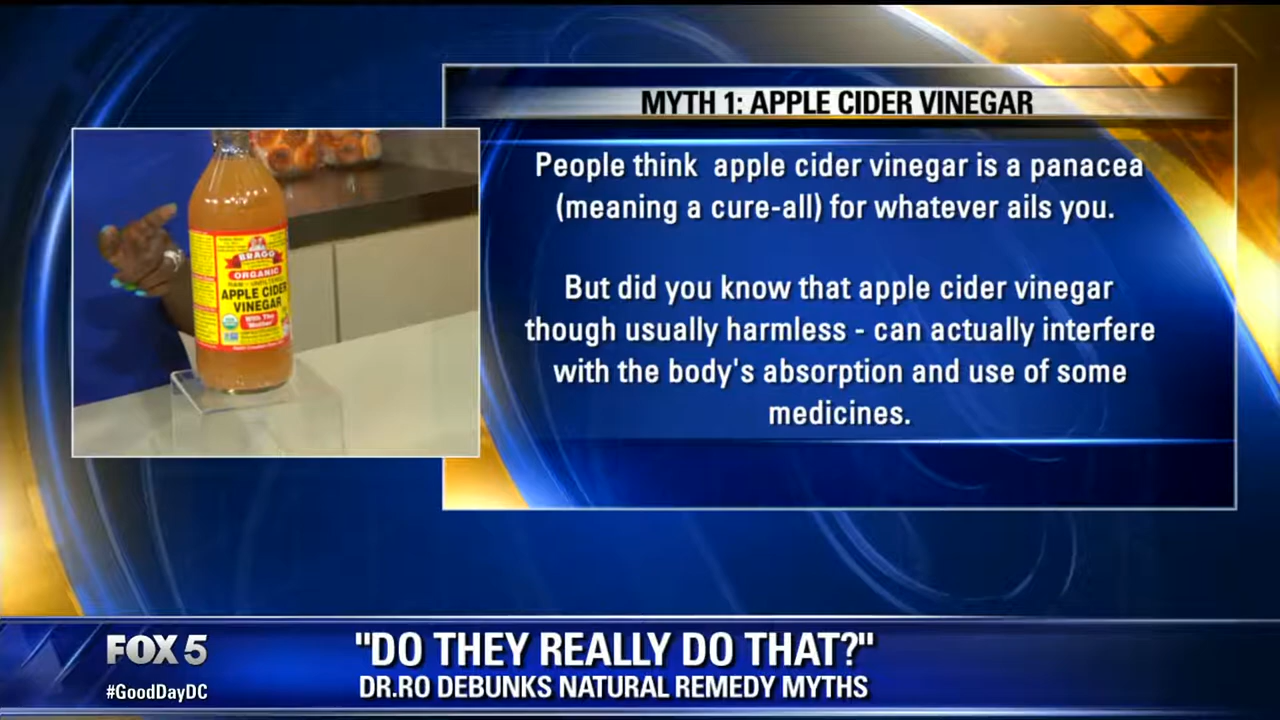 MYTH 1: APPLE CIDER VINEGAR
People think apple cider vinegar is a panacea
(meaning a cure-all) for whatever ails you.
But did you know that apple cider vinegar
though usually harmless - can actually interfere
with the body's absorption and use of some
medicines.
BRAGG
ORGANIC
RAW - UNFILTERED
APPLE CIDER
VINEGAR
With The
"Mother"
FOX 5
#GoodDayDC
"DO THEY REALLY DO THAT?"
DR.RO DEBUNKS NATURAL REMEDY MYTHS